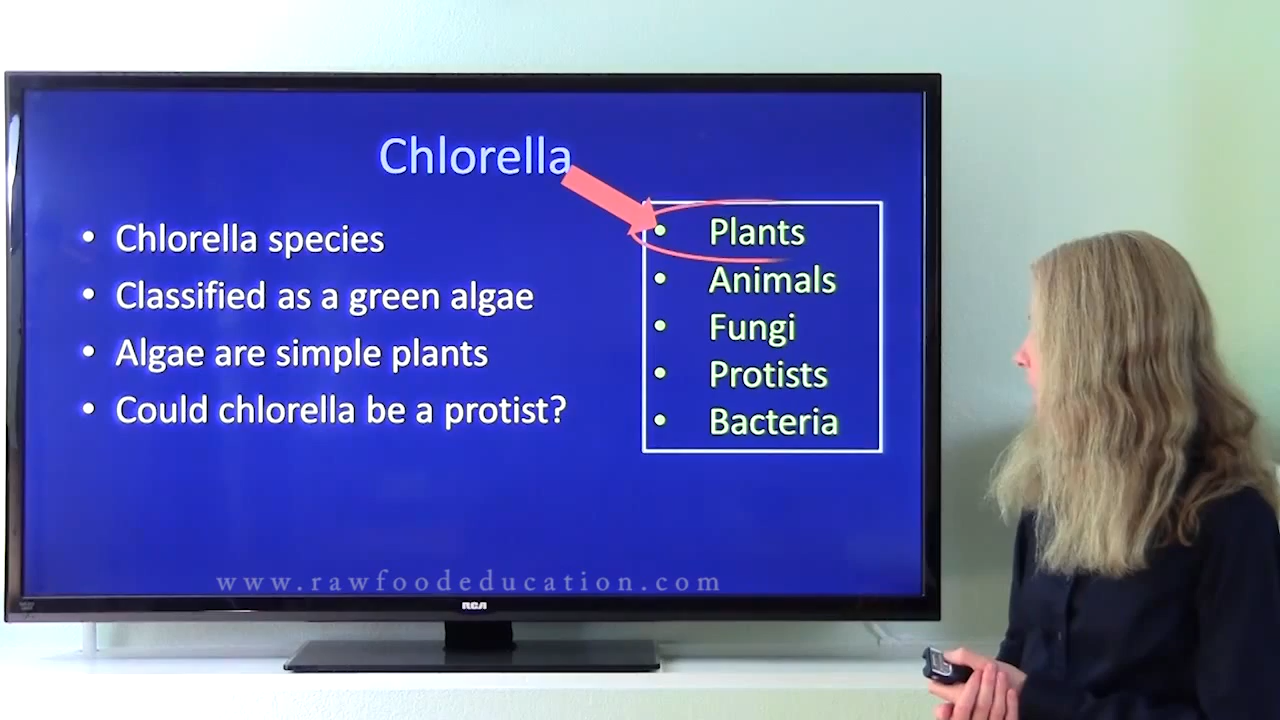 Chlorella
• Chlorella species
• Classified as a green algae
• Algae are simple plants
• Could chlorella be a protist?
• Plants
• Animals
• Fungi
• Protists
• Bacteria
www.rawfoodeducation.com
RCA